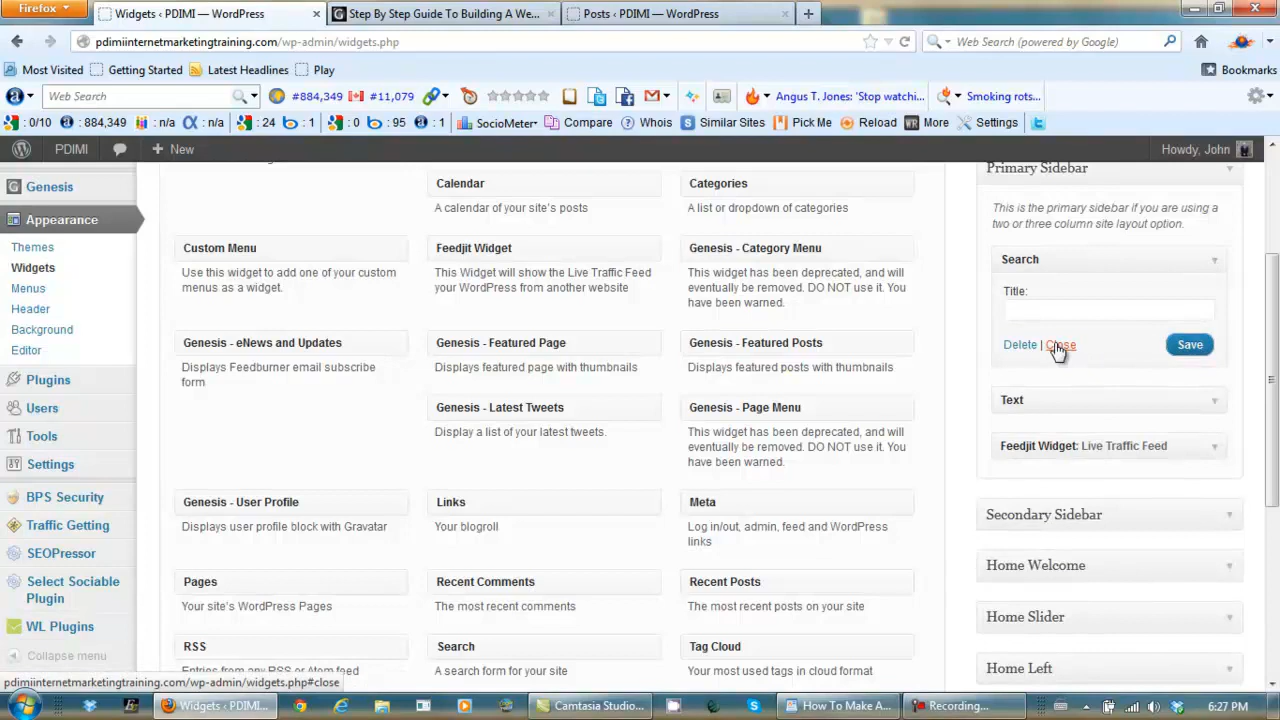 Firefox
Widgets ‹ PDIMI — WordPress
Step By Step Guide To Building A We...
Posts ‹ PDIMI — WordPress
pdimiinternetmarketingtraining.com/wp-admin/widgets.php
Web Search (powered by Google)
Most Visited
Getting Started
Latest Headlines
Play
Bookmarks
Web Search
#884,349
#11,079
Angus T. Jones: 'Stop watchi...
Smoking rots...
: 0/10
: 884,349
: n/a
: n/a
: 24
: 1
: 0
: 95
: 1
SocioMeter
Compare
Whois
Similar Sites
Pick Me
Reload
More
Settings
PDIMI
New
Howdy, John
Genesis
Appearance
Themes
Widgets
Menus
Header
Background
Editor
Plugins
Users
Tools
Settings
BPS Security
Traffic Getting
SEOPressor
Select Sociable
Plugin
WL Plugins
Collapse menu
Calendar
A calendar of your site's posts
Categories
A list or dropdown of categories
Custom Menu
Use this widget to add one of your custom
menus as a widget.
Feedjit Widget
This Widget will show the Live Traffic Feed
your WordPress from another website
Genesis - Category Menu
This widget has been deprecated, and will
eventually be removed. DO NOT use it. You
have been warned.
Genesis - eNews and Updates
Displays Feedburner email subscribe
form
Genesis - Featured Page
Displays featured page with thumbnails
Genesis - Featured Posts
Displays featured posts with thumbnails
Genesis - Latest Tweets
Display a list of your latest tweets.
Genesis - Page Menu
This widget has been deprecated, and will
eventually be removed. DO NOT use it. You
have been warned.
Genesis - User Profile
Displays user profile block with Gravatar
Links
Your blogroll
Meta
Log in/out, admin, feed and WordPress
links
Pages
Your site's WordPress Pages
Recent Comments
The most recent comments
Recent Posts
The most recent posts on your site
RSS
Entries from any RSS or Atom feed
Search
A search form for your site
Tag Cloud
Your most used tags in cloud format
Primary Sidebar
This is the primary sidebar if you are using a
two or three column site layout option.
Search
Title:
Delete | Close
Save
Text
Feedjit Widget: Live Traffic Feed
Secondary Sidebar
Home Welcome
Home Slider
Home Left
pdimiinternetmarketingtraining.com/wp-admin/widgets.php#close
Widgets ‹ PDIMI ...
Camtasia Studio...
How To Make A...
Recording...
6:27 PM